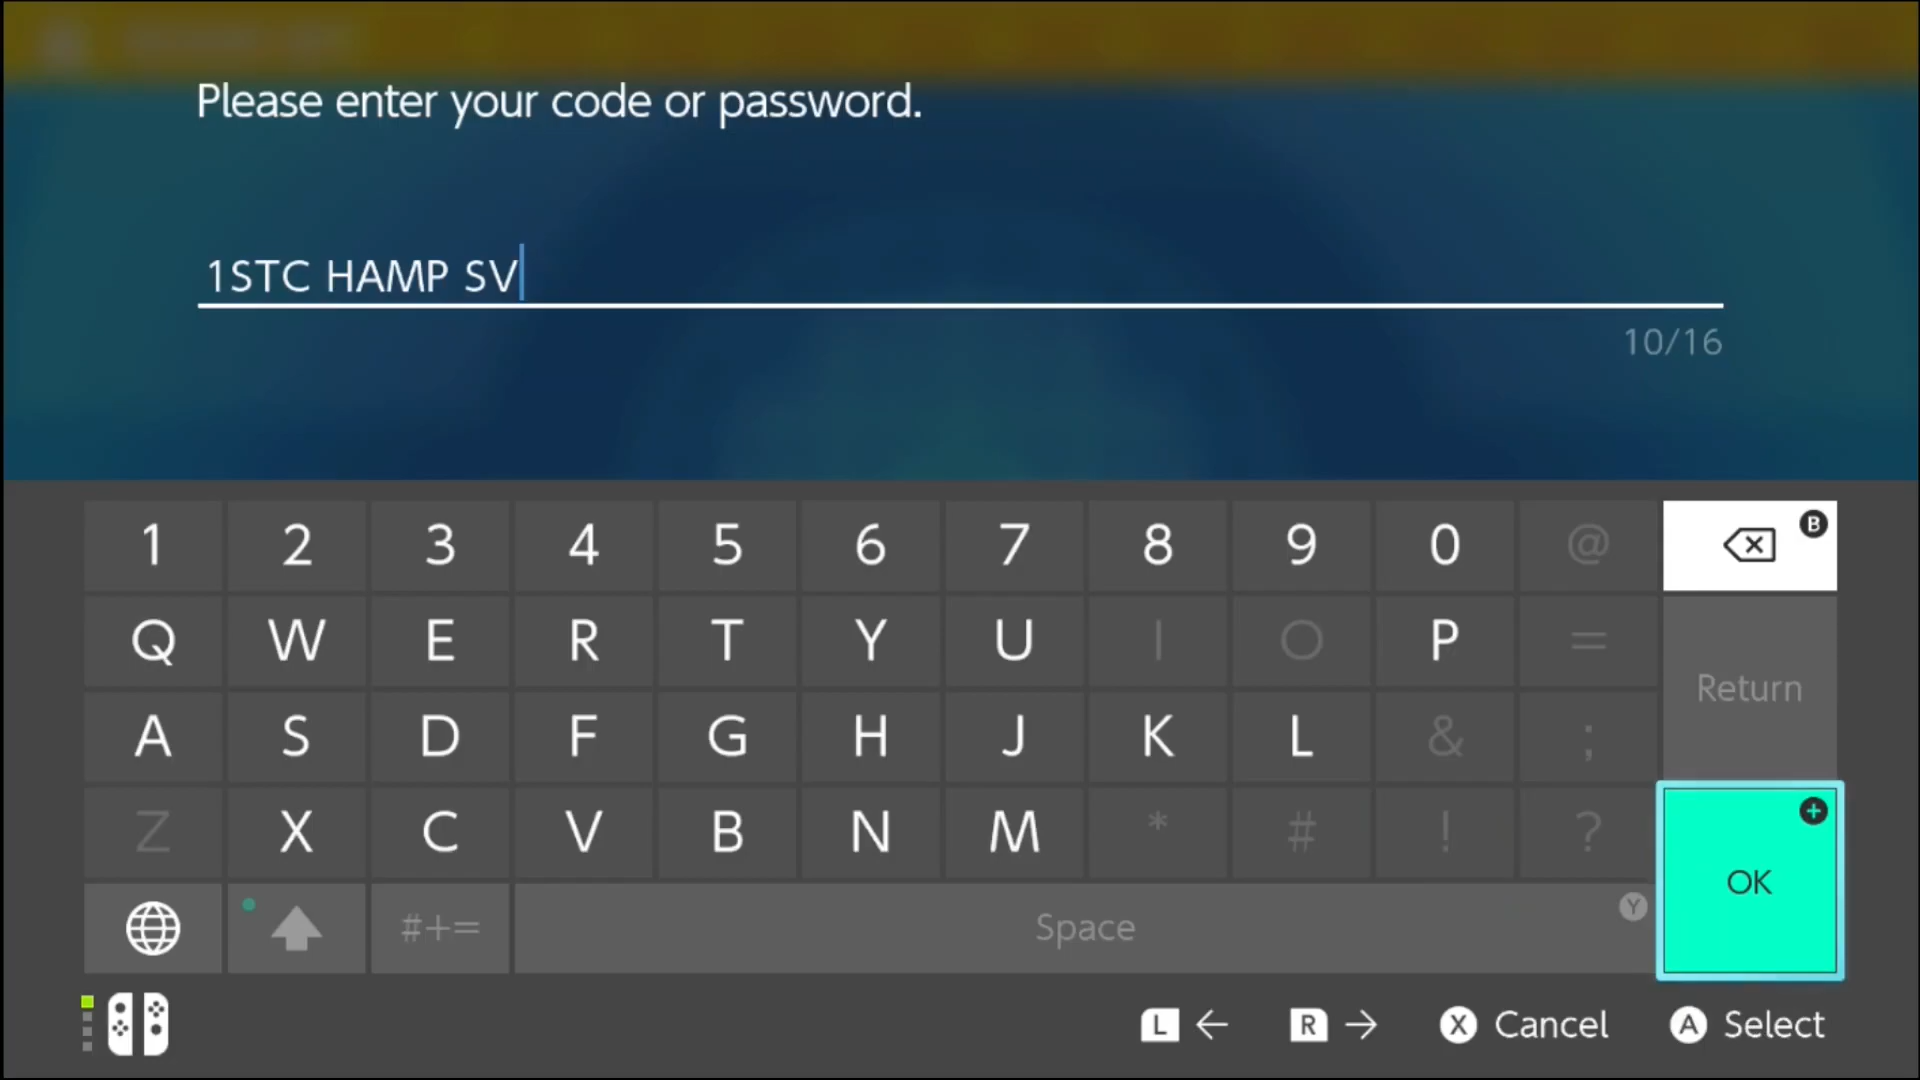 Please enter your code or password.
1STC HAMP SV
10/16
1 2 3 4 5 6 7 8 9 0 @ B
Q W E R T Y U I O P =
Return
A S D F G H J K L & ;
Z X C V B N M * # ! ? +
OK
#+= Space Y
L ← R → X Cancel A Select